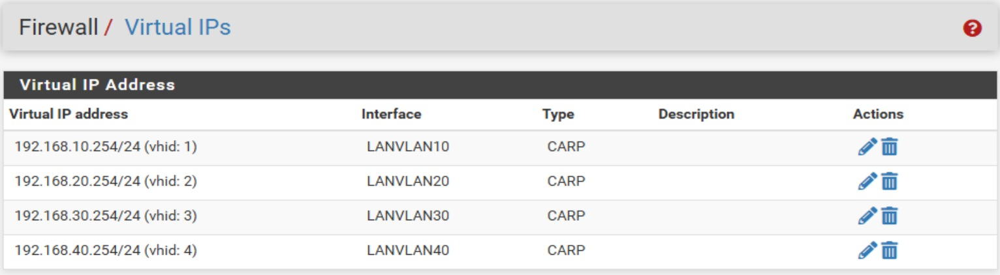 Firewall / Virtual IPs
Virtual IP Address
Virtual IP address Interface Type Description Actions
192.168.10.254/24 (vhid: 1) LANVLAN10 CARP
192.168.20.254/24 (vhid: 2) LANVLAN20 CARP
192.168.30.254/24 (vhid: 3) LANVLAN30 CARP
192.168.40.254/24 (vhid: 4) LANVLAN40 CARP